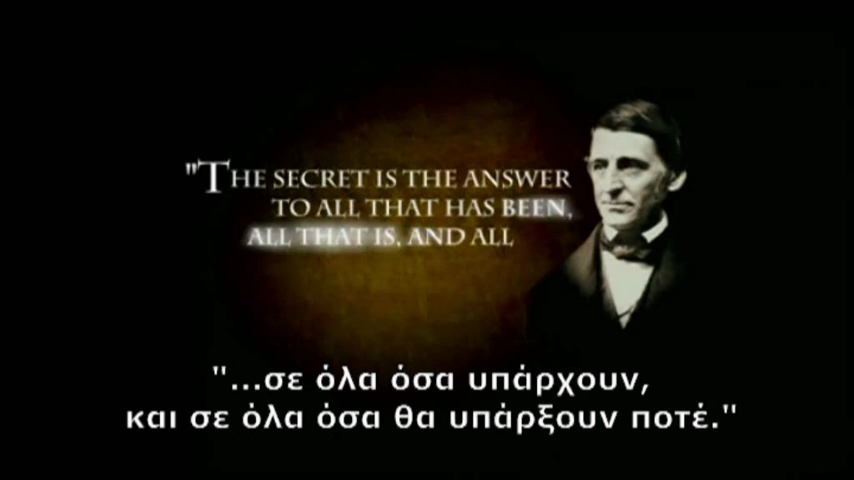 "THE SECRET IS THE ANSWER
TO ALL THAT HAS BEEN,
ALL THAT IS, AND ALL
"...σε όλα όσα υπάρχουν,
και σε όλα όσα θα υπάρξουν ποτέ."